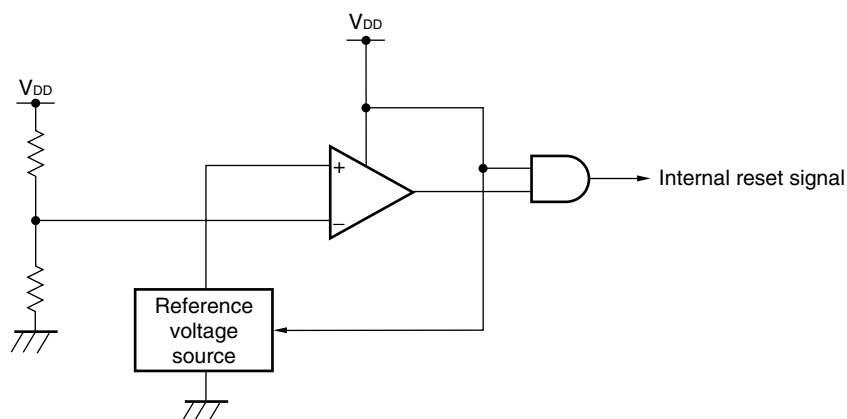 VDD
VDD
+
−
Internal reset signal
Reference
voltage
source